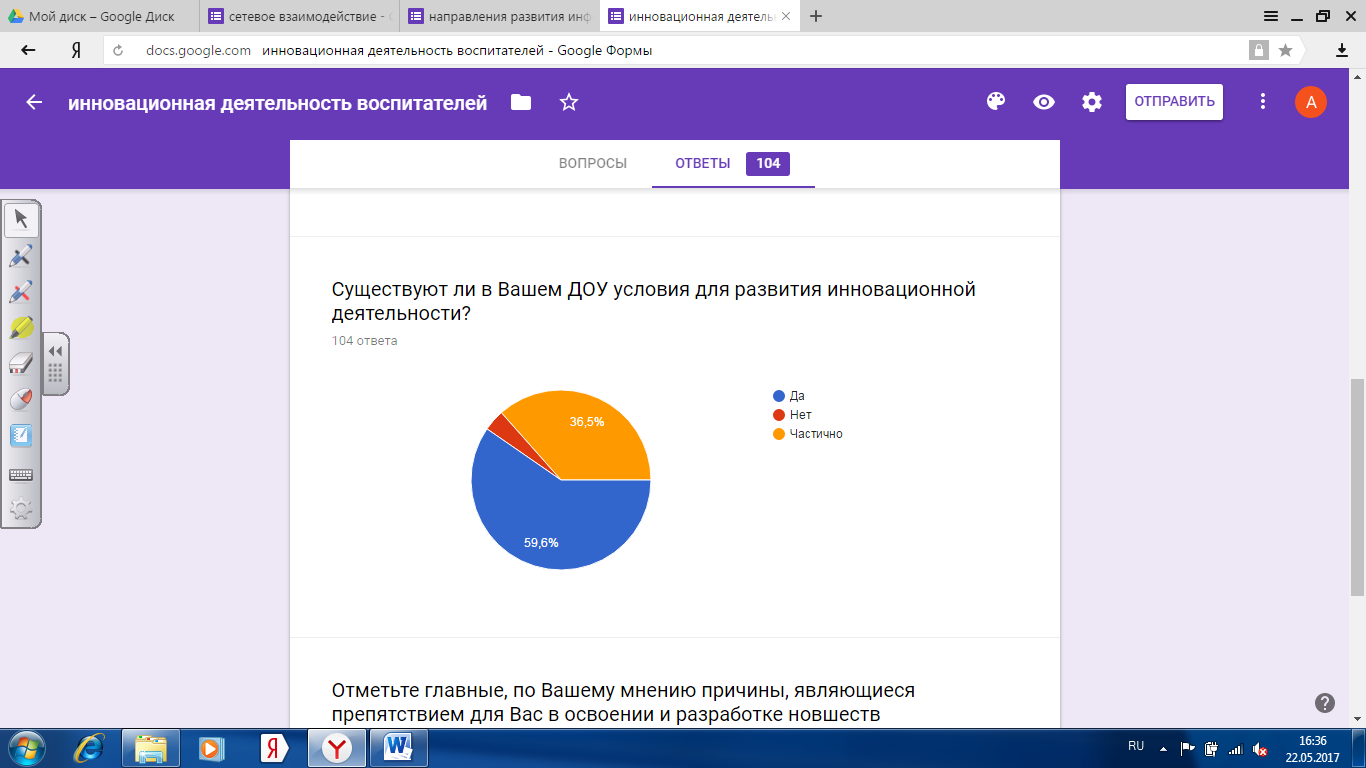 Мой диск – Google Диск
сетевое взаимодействие -
направления развития инф
инновационная деятель
Я
docs.google.com инновационная деятельность воспитателей - Google Формы
инновационная деятельность воспитателей
ОТПРАВИТЬ
А
ВОПРОСЫ
ОТВЕТЫ 104
Существуют ли в Вашем ДОУ условия для развития инновационной
деятельности?
104 ответа
Да
Нет
Частично
36,5%
59,6%
Отметьте главные, по Вашему мнению причины, являющиеся
препятствием для Вас в освоении и разработке новшеств
RU
16:36
22.05.2017